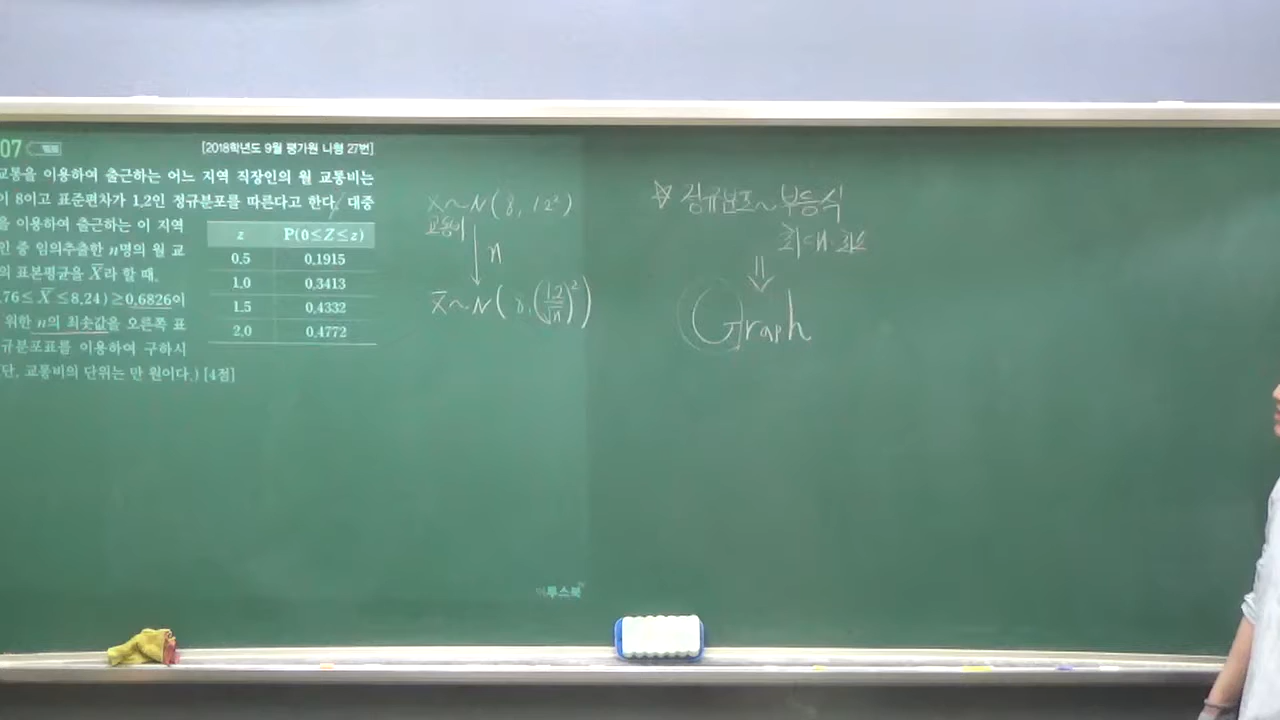 07
[2018학년도 9월 평가원 나형 27번]
교통을 이용하여 출근하는 어느 지역 직장인의 월 교통비는
이 8이고 표준편차가 1.2인 정규분포를 따른다고 한다. 대중
을 이용하여 출근하는 이 지역
인 중 임의추출한 n명의 월 교
의 표본평균을 X̄라 할 때,
.76≤X̄≤8.24)≥0.6826이
위한 n의 최솟값을 오른쪽 표
규분포표를 이용하여 구하시
단, 교통비의 단위는 만 원이다.) [4점]
z P(0≤Z≤z)
0.5 0.1915
1.0 0.3413
1.5 0.4332
2.0 0.4772
X~N(8, 1.2²)
교통비
n
X̄~N(8, (1.2/√n)²)
☆ 정규분포~부등식
⇓
Graph
이투스북